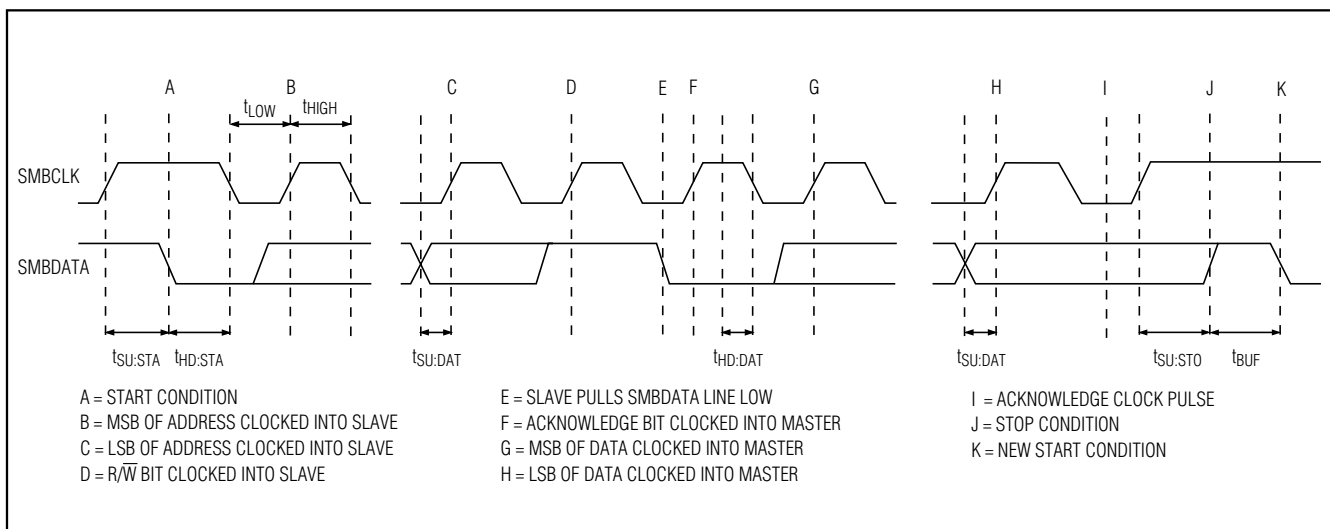 A B C D E F G H I J K
tLOW tHIGH
SMBCLK
SMBDATA
tSU:STA tHD:STA tSU:DAT tHD:DAT tSU:DAT tSU:STO tBUF
A = START CONDITION
B = MSB OF ADDRESS CLOCKED INTO SLAVE
C = LSB OF ADDRESS CLOCKED INTO SLAVE
D = R/W̅ BIT CLOCKED INTO SLAVE
E = SLAVE PULLS SMBDATA LINE LOW
F = ACKNOWLEDGE BIT CLOCKED INTO MASTER
G = MSB OF DATA CLOCKED INTO MASTER
H = LSB OF DATA CLOCKED INTO MASTER
I = ACKNOWLEDGE CLOCK PULSE
J = STOP CONDITION
K = NEW START CONDITION